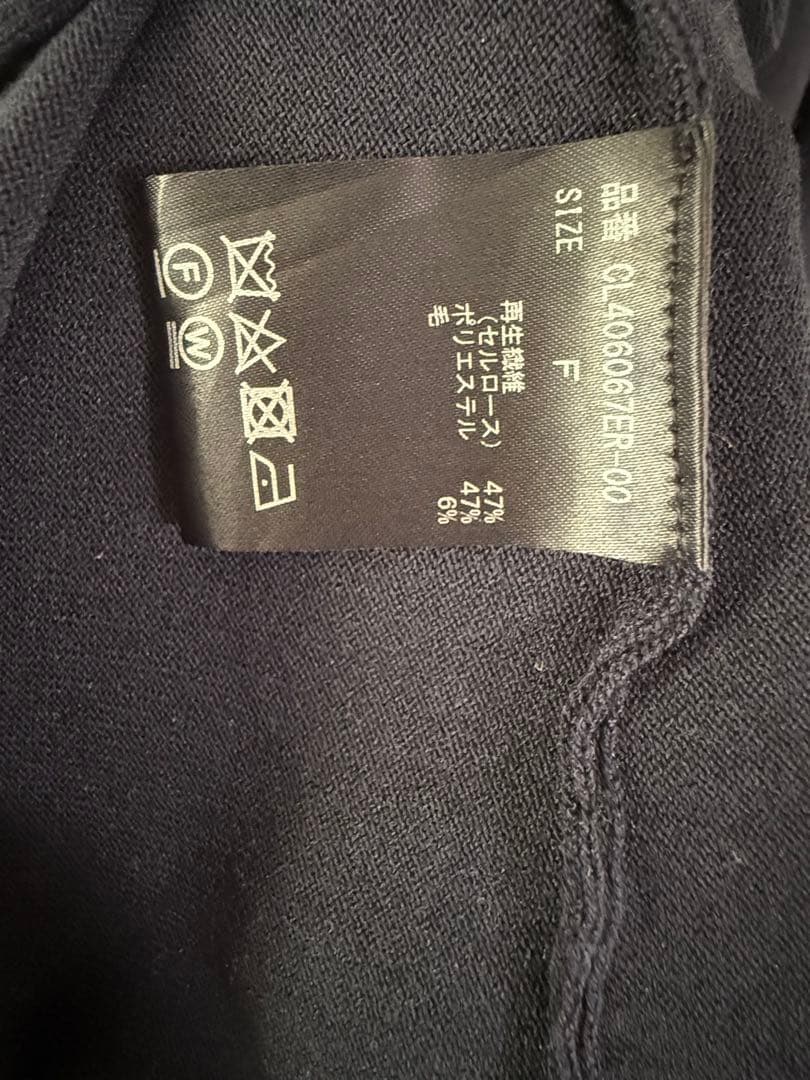 品番 CL406067ER-00
SIZE F
再生繊維
(セルロース) 47%
ポリエステル 47%
毛 6%
W
F